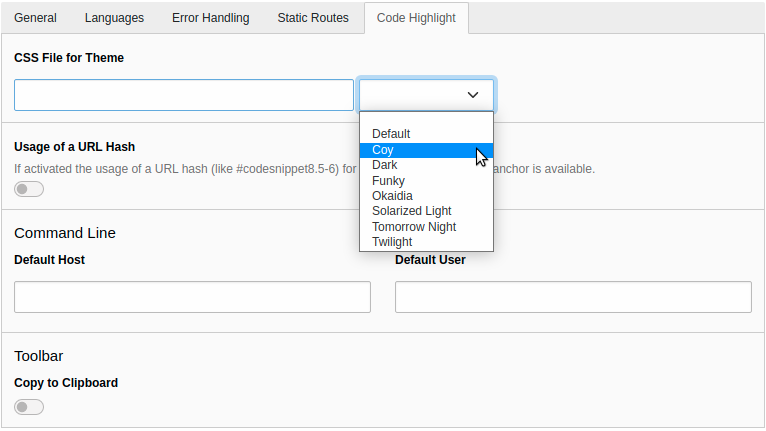 General Languages Error Handling Static Routes Code Highlight
CSS File for Theme
Default
Coy
Dark
Funky
Okaidia
Solarized Light
Tomorrow Night
Twilight
Usage of a URL Hash
If activated the usage of a URL hash (like #codesnippet8.5-6) for anchor is available.
Command Line
Default Host Default User
Toolbar
Copy to Clipboard